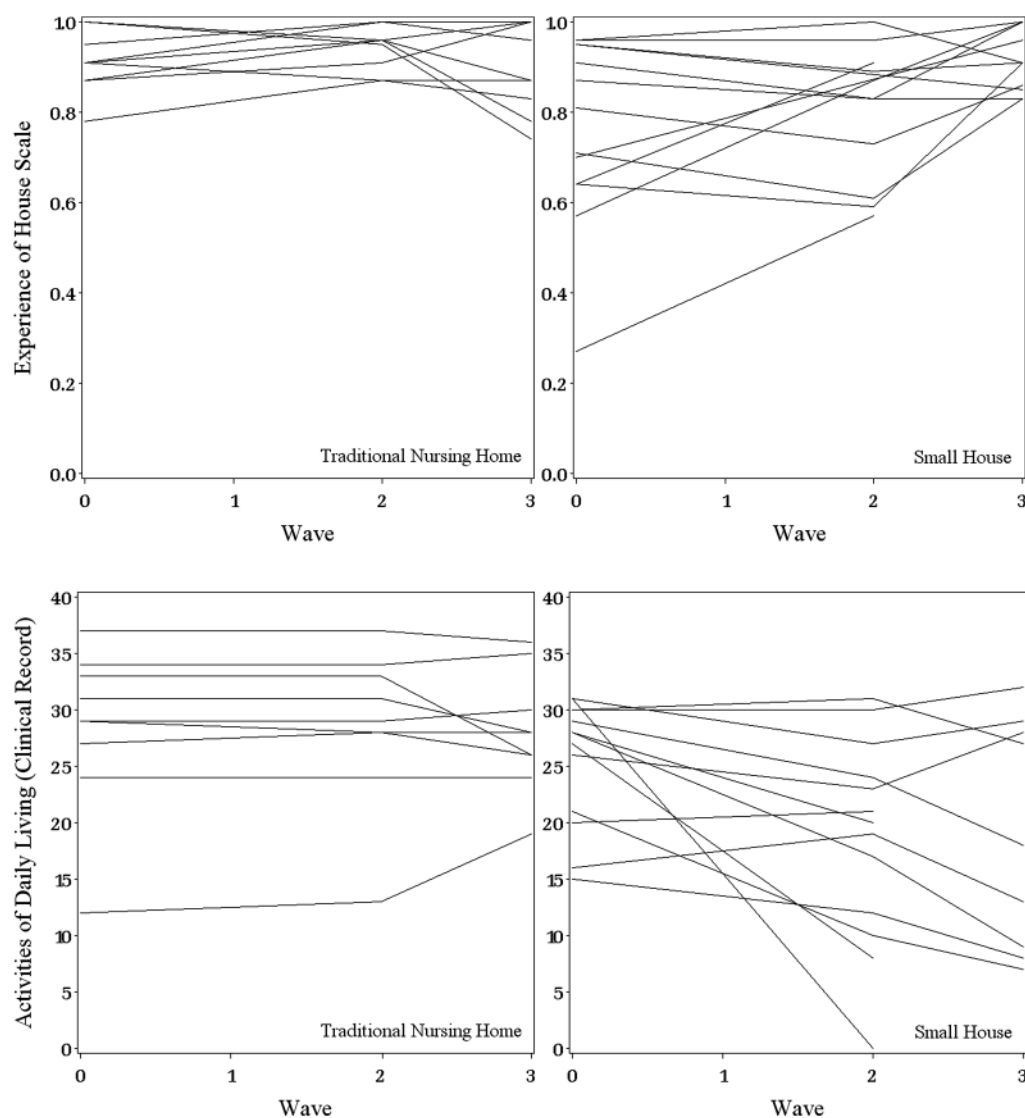 Experience of House Scale
1.0
0.8
0.6
0.4
0.2
0.0
Traditional Nursing Home
0 1 2 3
Wave
1.0
0.8
0.6
0.4
0.2
0.0
Small House
0 1 2 3
Wave
Activities of Daily Living (Clinical Record)
40
35
30
25
20
15
10
5
0
Traditional Nursing Home
0 1 2 3
Wave
40
35
30
25
20
15
10
5
0
Small House
0 1 2 3
Wave